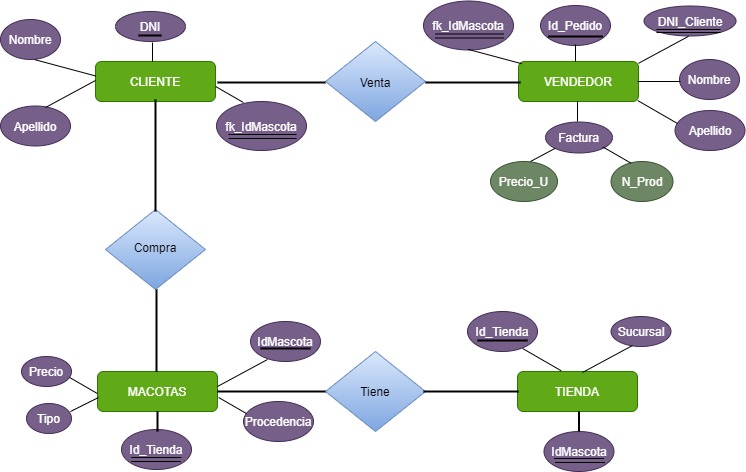 DNI
fk_IdMascota
Id_Pedido
DNI_Cliente
Nombre
CLIENTE
Venta
VENDEDOR
Nombre
Apellido
fk_IdMascota
Factura
Apellido
Precio_U
N_Prod
Compra
IdMascota
Id_Tienda
Sucursal
Precio
MACOTAS
Tiene
TIENDA
Tipo
Procedencia
Id_Tienda
IdMascota